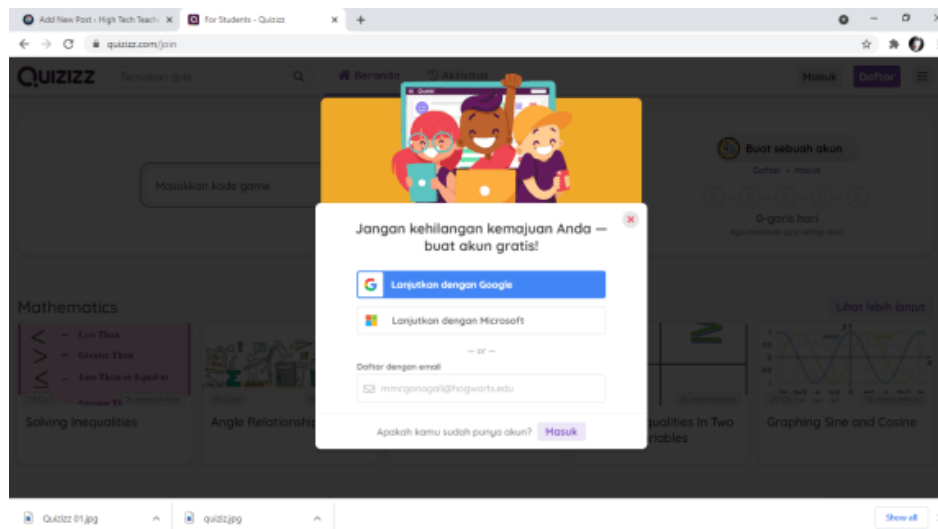 Add New Post ‹ High Tech Teach
For Students - Quizizz
quizizz.com/join
QUIZIZZ
Temukan quiz
Beranda
Aktivitas
Masuk
Daftar
Quizizz
Masukkan kode game
Buat sebuah akun
Daftar
Masuk
0-garis hari
Jangan kehilangan kemajuan Anda —
buat akun gratis!
Lanjutkan dengan Google
Lanjutkan dengan Microsoft
— or —
Daftar dengan email
mmcgonagall@hogwarts.edu
Apakah kamu sudah punya akun? Masuk
Mathematics
Lihat lebih lanjut
< - Less Than
> - Greater Than
≤ - Less Than or Equal to
Solving Inequalities
Angle Relationship
qualities in Two
riables
Graphing Sine and Cosine
Quizizz 01.jpg
quiziz.jpg
Show all